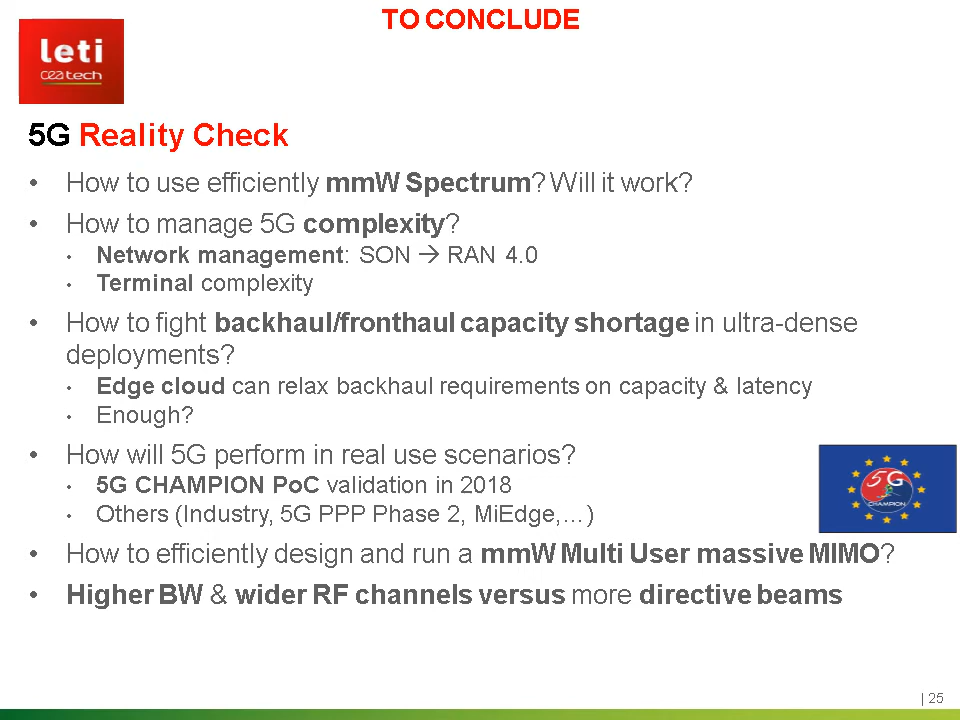 TO CONCLUDE
leti
ceatech
5G Reality Check
• How to use efficiently mmW Spectrum? Will it work?
• How to manage 5G complexity?
• Network management: SON → RAN 4.0
• Terminal complexity
• How to fight backhaul/fronthaul capacity shortage in ultra-dense
deployments?
• Edge cloud can relax backhaul requirements on capacity & latency
• Enough?
• How will 5G perform in real use scenarios?
• 5G CHAMPION PoC validation in 2018
• Others (Industry, 5G PPP Phase 2, MiEdge,…)
5G
CHAMPION
• How to efficiently design and run a mmW Multi User massive MIMO?
• Higher BW & wider RF channels versus more directive beams
| 25